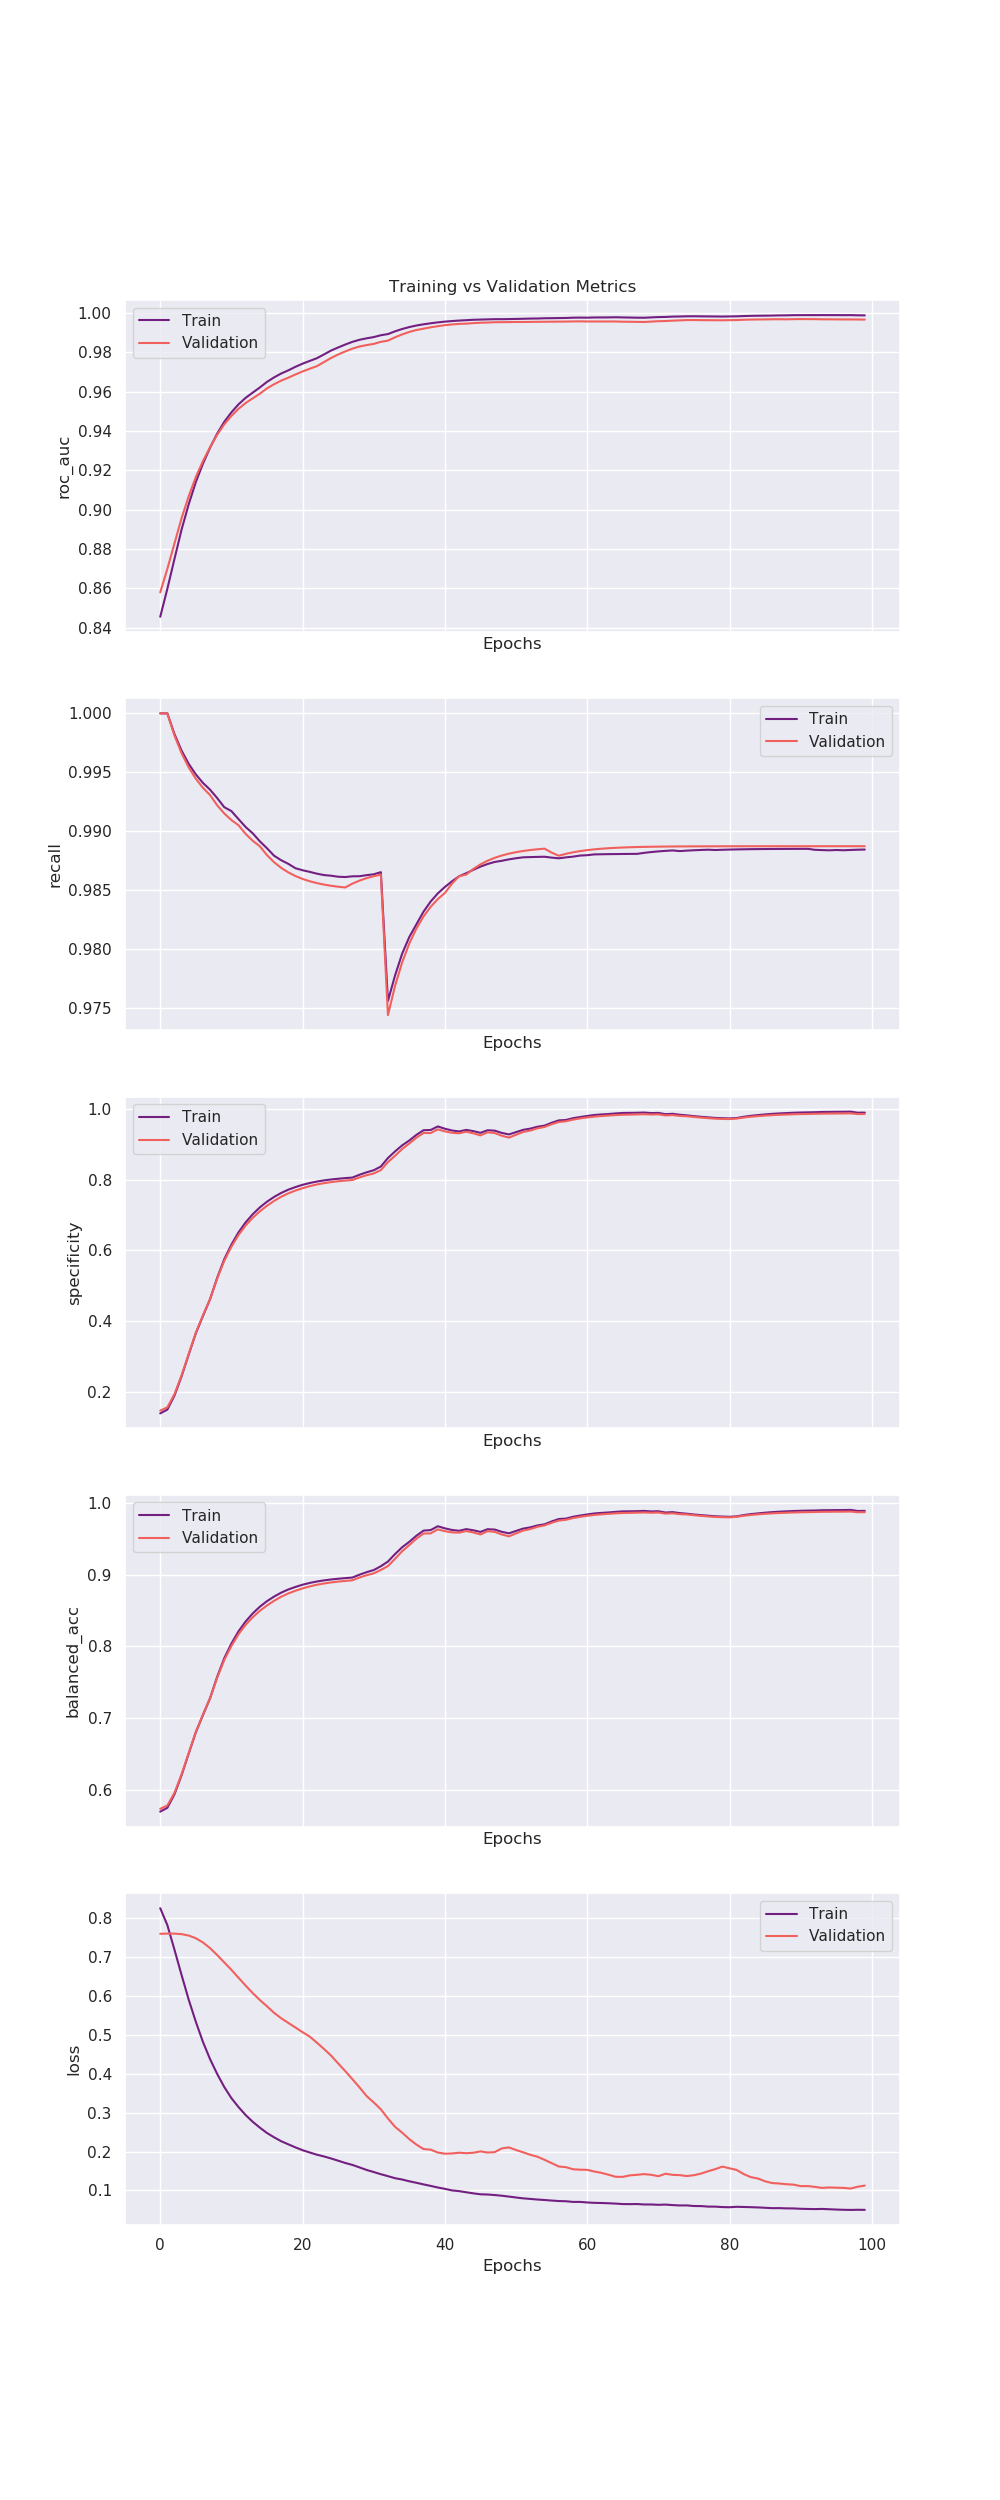 Training vs Validation Metrics
1.00
0.98
0.96
0.94
0.92
0.90
0.88
0.86
0.84
roc_auc
Train
Validation
Epochs
1.000
0.995
0.990
0.985
0.980
0.975
recall
Train
Validation
Epochs
1.0
0.8
0.6
0.4
0.2
specificity
Train
Validation
Epochs
1.0
0.9
0.8
0.7
0.6
balanced_acc
Train
Validation
Epochs
0.8
0.7
0.6
0.5
0.4
0.3
0.2
0.1
loss
Train
Validation
0 20 40 60 80 100
Epochs